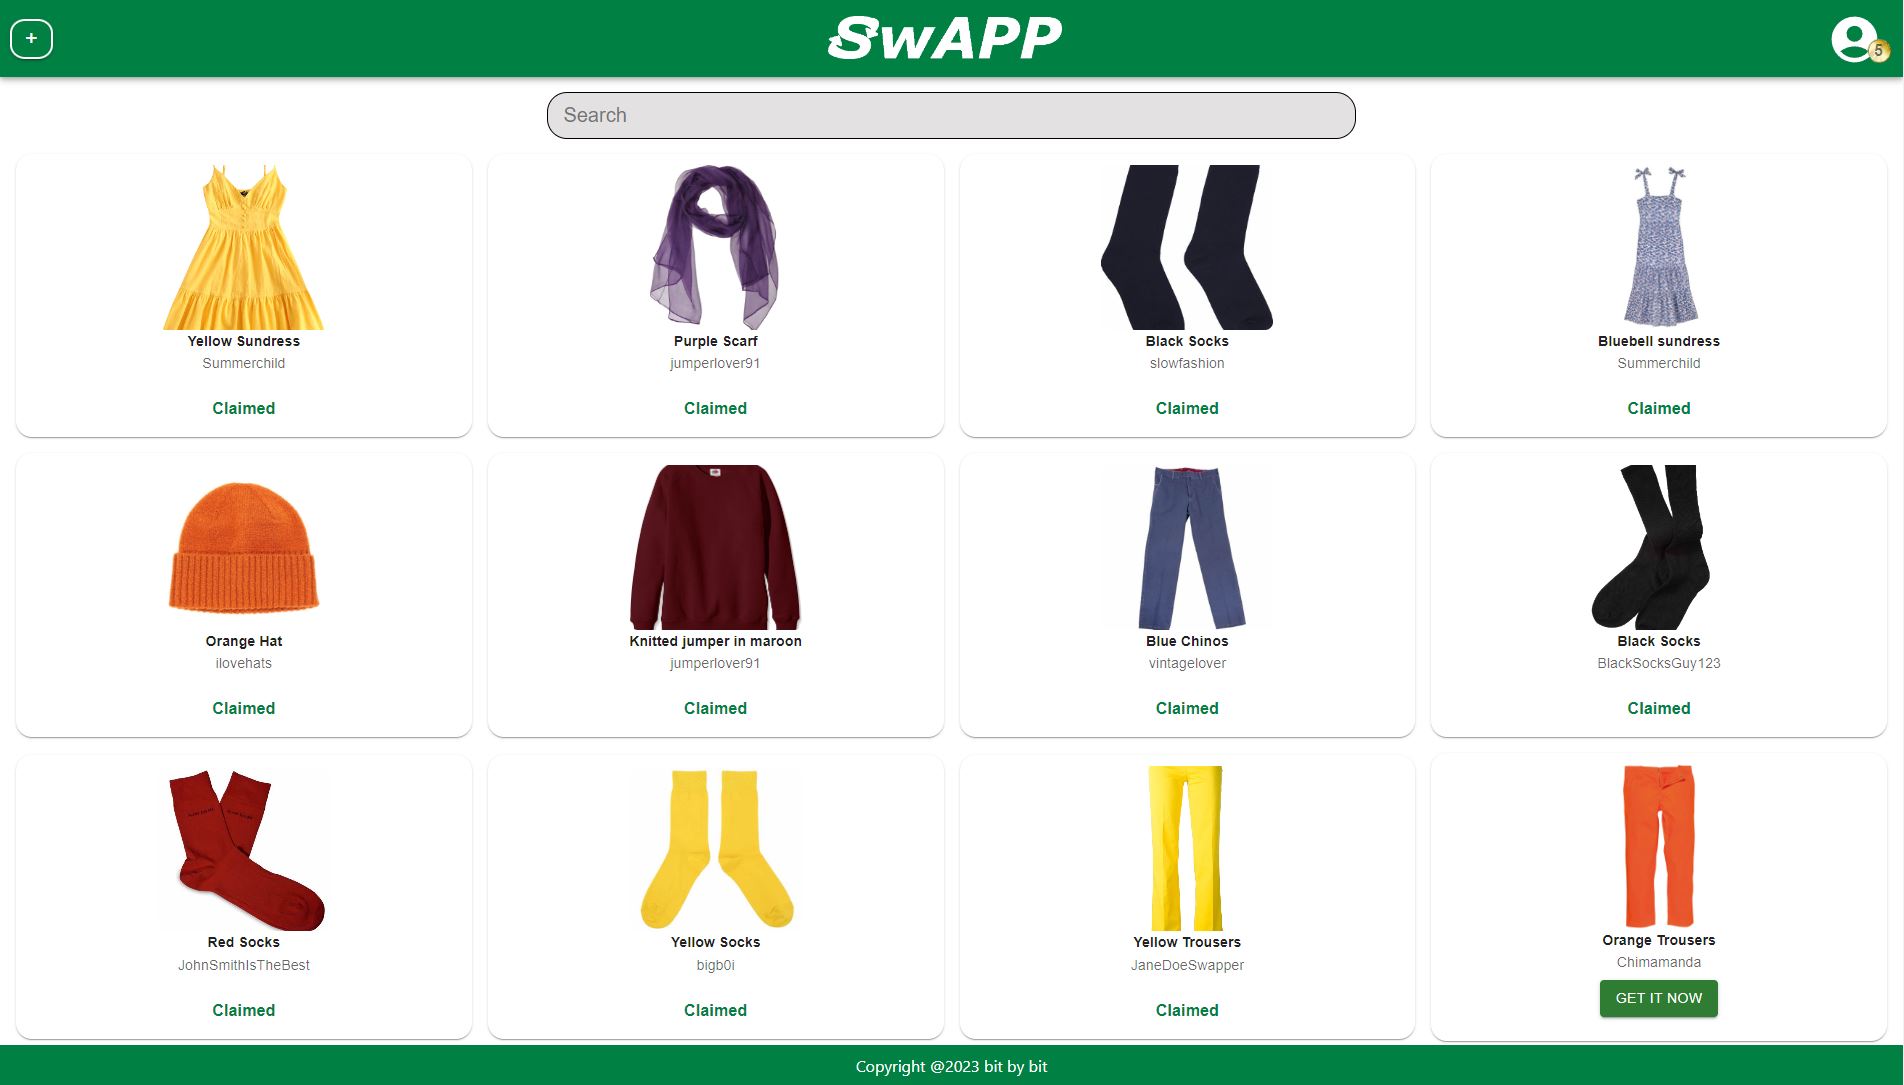 +
SwAPP
5
Search
Yellow Sundress
Summerchild
Claimed
Purple Scarf
jumperlover91
Claimed
Black Socks
slowfashion
Claimed
Bluebell sundress
Summerchild
Claimed
Orange Hat
ilovehats
Claimed
Knitted jumper in maroon
jumperlover91
Claimed
Blue Chinos
vintagelover
Claimed
Black Socks
BlackSocksGuy123
Claimed
Red Socks
JohnSmithIsTheBest
Claimed
Yellow Socks
bigb0i
Claimed
Yellow Trousers
JaneDoeSwapper
Claimed
Orange Trousers
Chimamanda
GET IT NOW
Copyright @2023 bit by bit